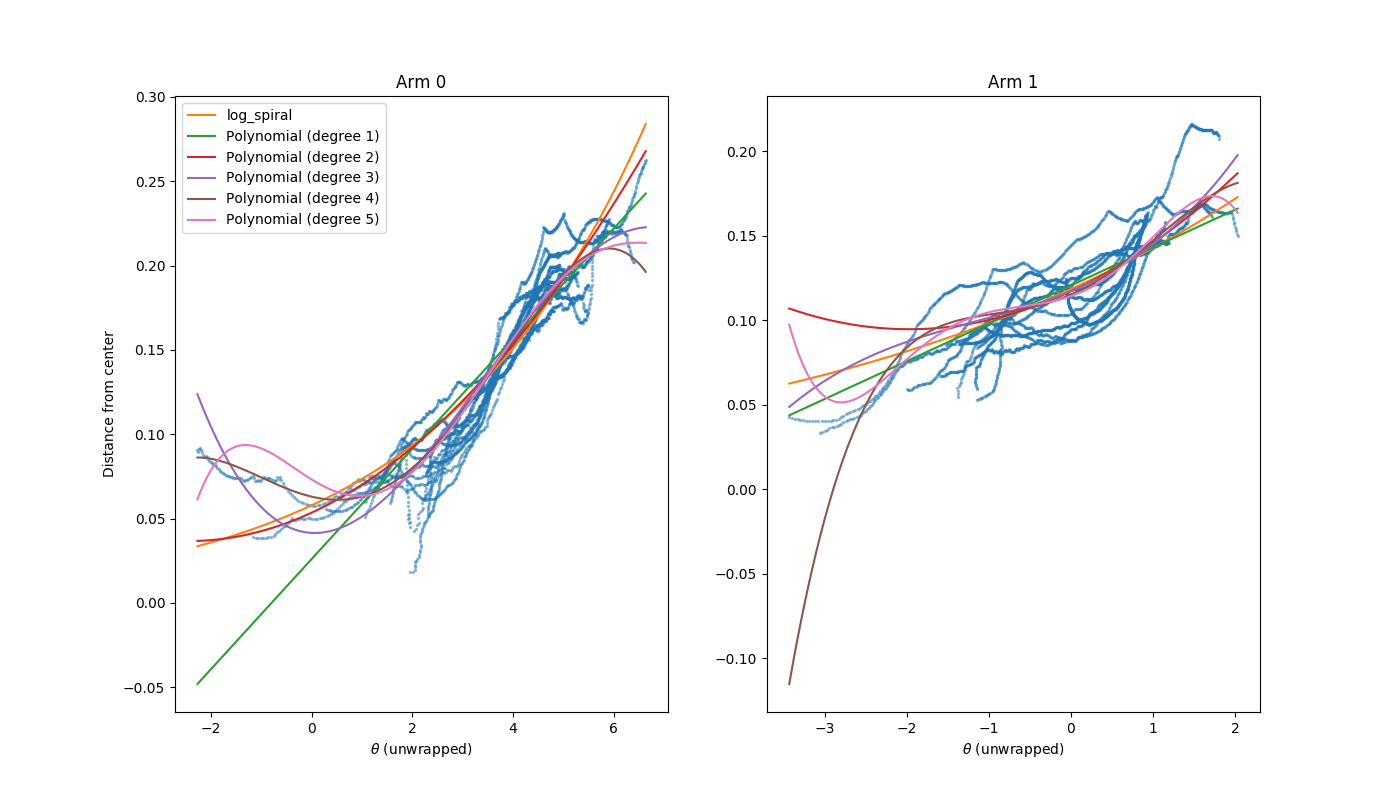 Arm 0
Arm 1
0.30
0.25
0.20
0.15
0.10
0.05
0.00
−0.05
Distance from center
log_spiral
Polynomial (degree 1)
Polynomial (degree 2)
Polynomial (degree 3)
Polynomial (degree 4)
Polynomial (degree 5)
−2
0
2
4
6
θ (unwrapped)
0.20
0.15
0.10
0.05
0.00
−0.05
−0.10
−3
−2
−1
0
1
2
θ (unwrapped)